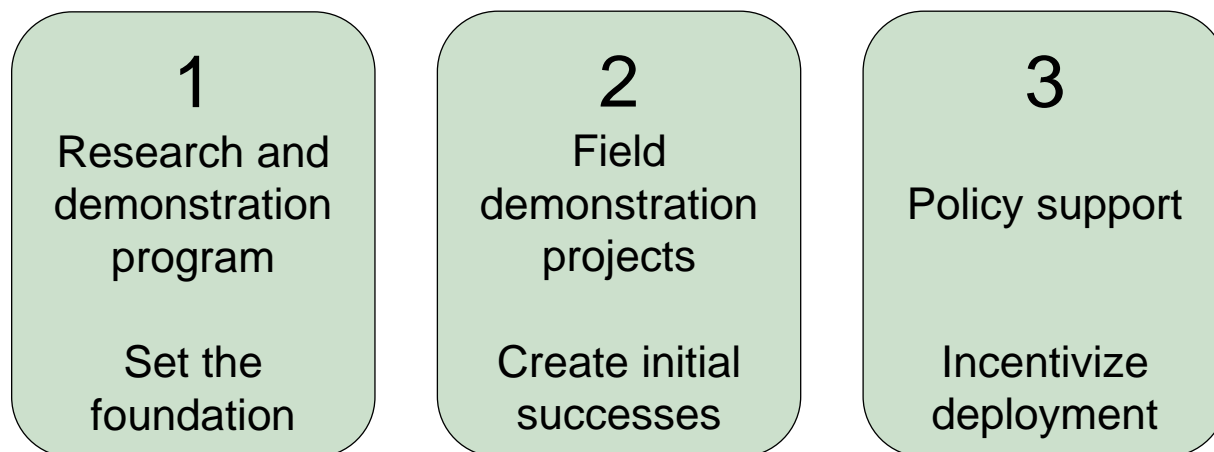 1
Research and
demonstration
program
Set the
foundation
2
Field
demonstration
projects
Create initial
successes
3
Policy support
Incentivize
deployment